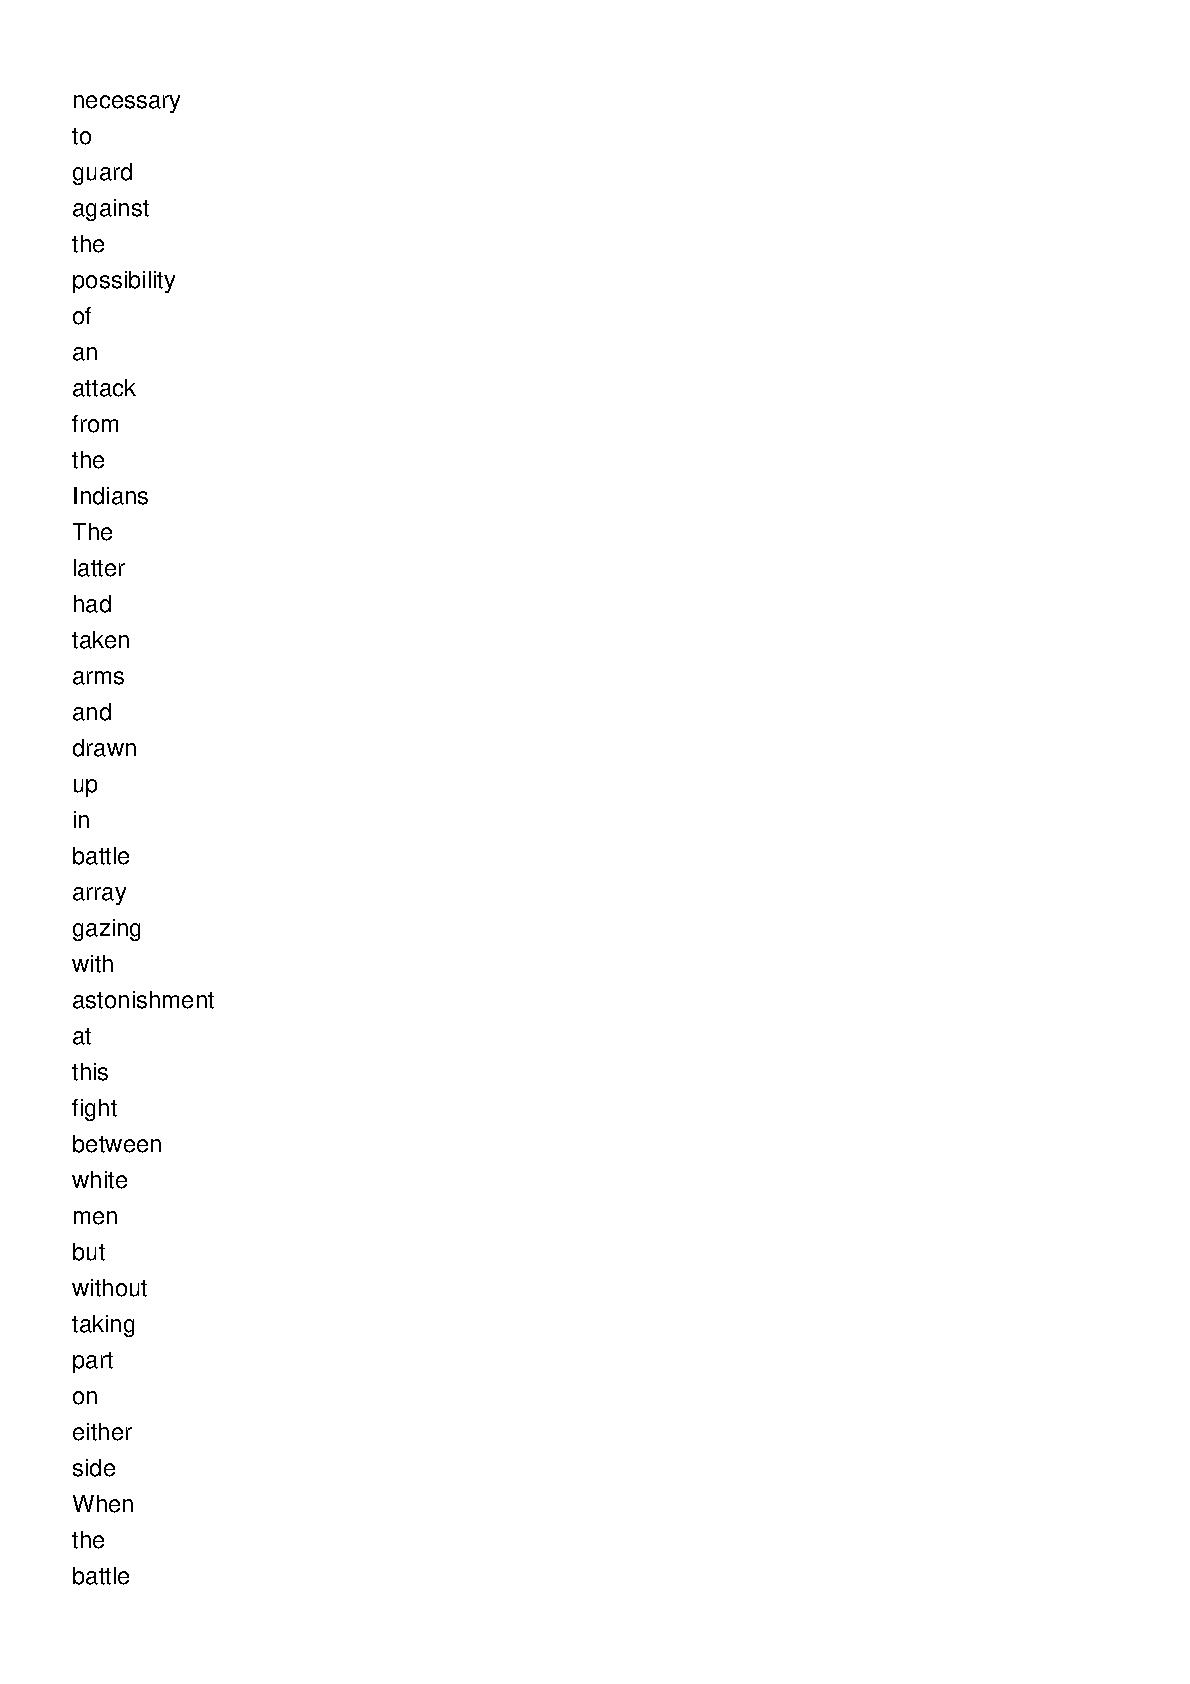 necessary
to
guard
against
the
possibility
of
an
attack
from
the
Indians
The
latter
had
taken
arms
and
drawn
up
in
battle
array
gazing
with
astonishment
at
this
fight
between
white
men
but
without
taking
part
on
either
side
When
the
battle